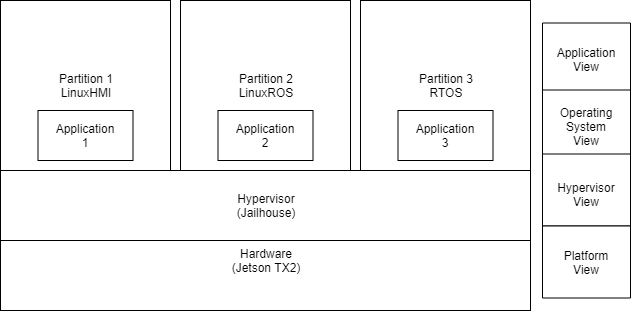 Partition 1
LinuxHMI
Application
1
Partition 2
LinuxROS
Application
2
Partition 3
RTOS
Application
3
Hypervisor
(Jailhouse)
Hardware
(Jetson TX2)
Application
View
Operating
System
View
Hypervisor
View
Platform
View